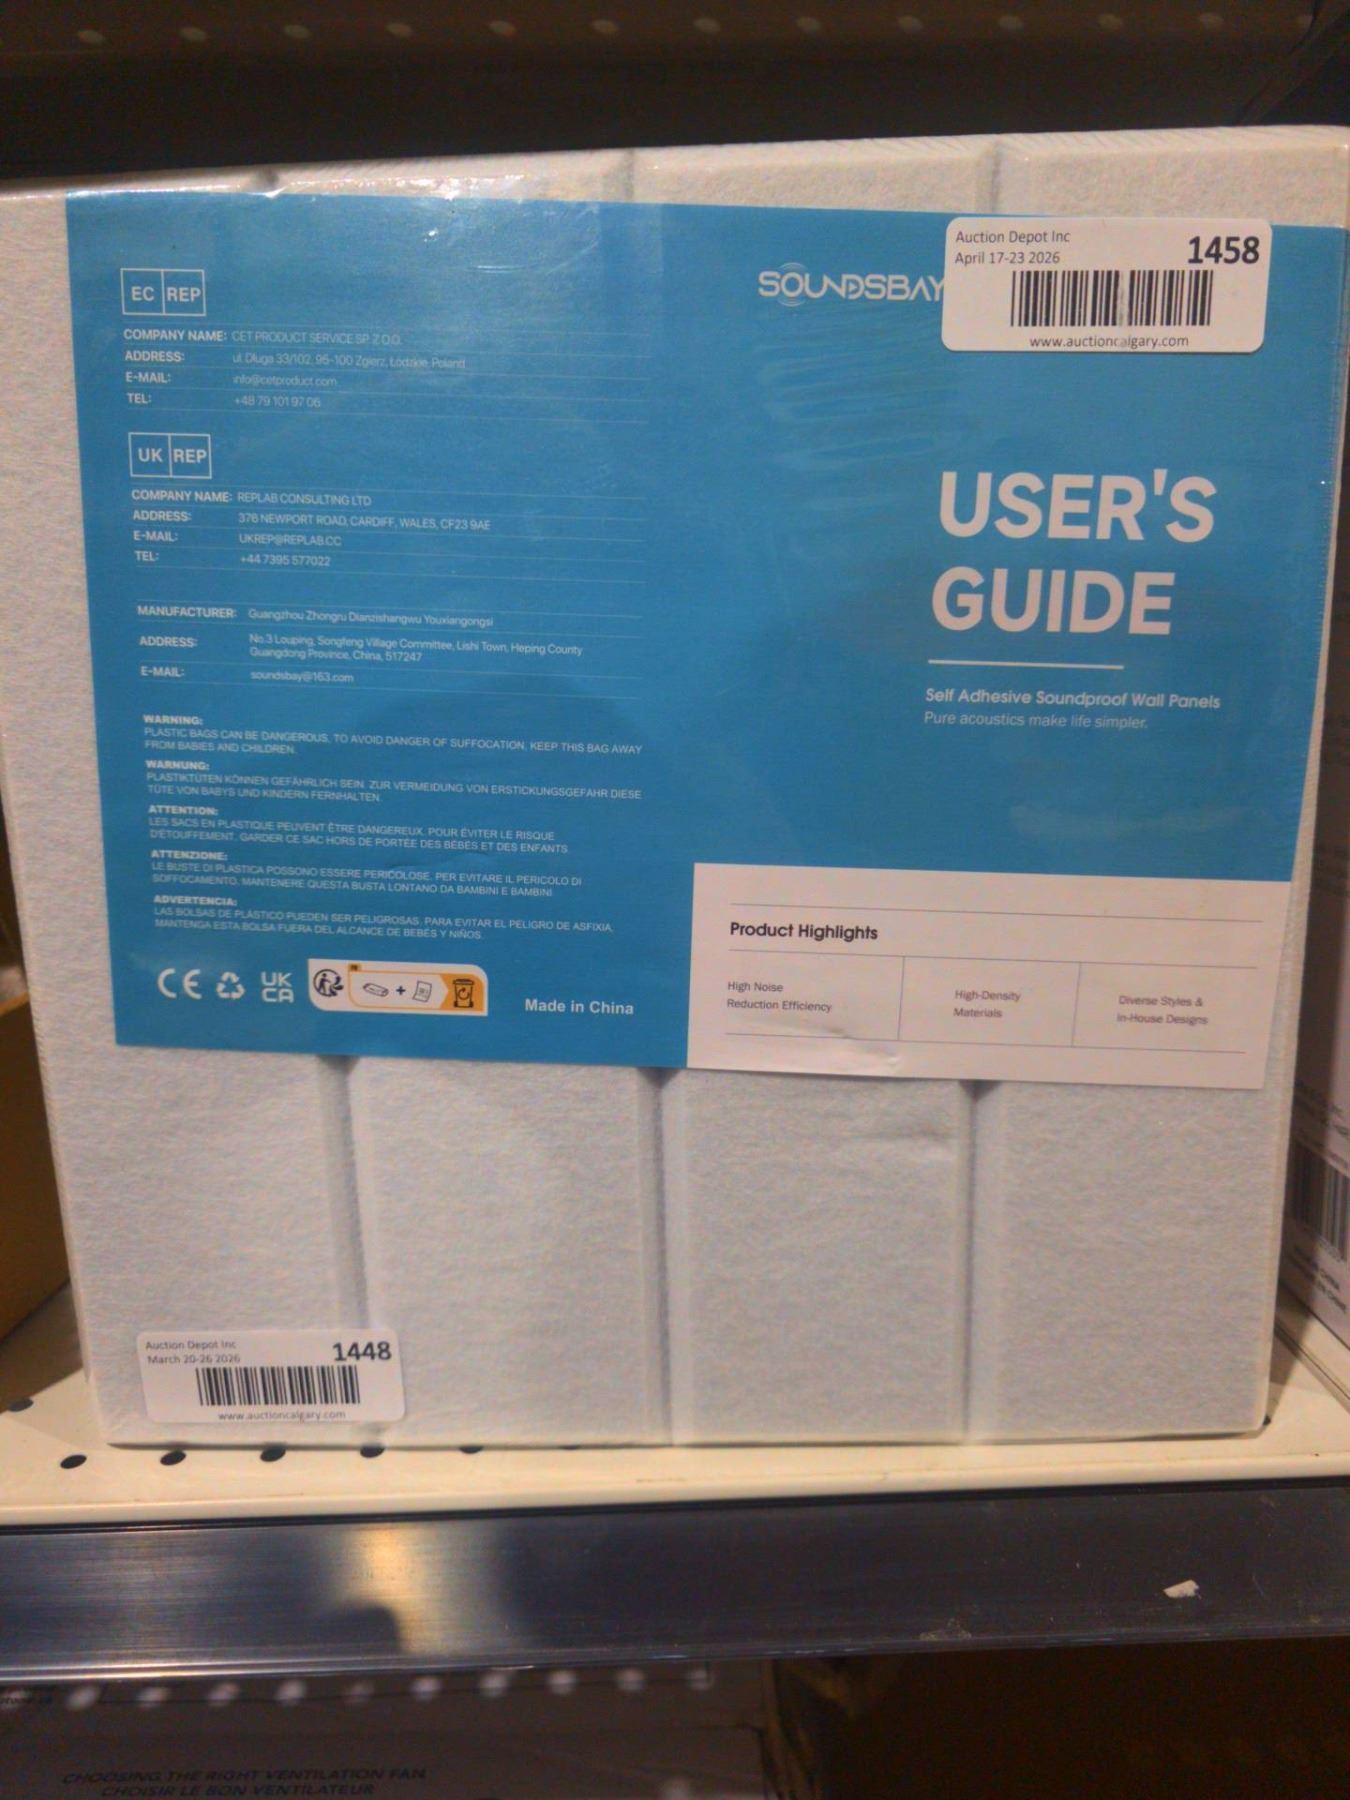 EC REP
COMPANY NAME: CET PRODUCT SERVICE SP. Z O.O.
ADDRESS: ul. Dluga 33/102, 95-100 Zgierz, Łodzkie, Poland
E-MAIL: info@cetproduct.com
TEL: +48 79 101 97 06
UK REP
COMPANY NAME: REPLAB CONSULTING LTD
ADDRESS: 376 NEWPORT ROAD, CARDIFF, WALES, CF23 9AE
E-MAIL: UKREP@REPLAB.CC
TEL: +44 7395 577022
MANUFACTURER: Guangzhou Zhongru Dianzishangwu Youxiangongsi
ADDRESS: No.3 Louping, Songfeng Village Committee, Lishi Town, Heping County
Guangdong Province, China, 517247
E-MAIL: soundsbay@163.com
WARNING:
PLASTIC BAGS CAN BE DANGEROUS. TO AVOID DANGER OF SUFFOCATION, KEEP THIS BAG AWAY
FROM BABIES AND CHILDREN.
WARNUNG:
PLASTIKTÜTEN KÖNNEN GEFÄHRLICH SEIN. ZUR VERMEIDUNG VON ERSTICKUNGSGEFAHR DIESE
TÜTE VON BABYS UND KINDERN FERNHALTEN.
ATTENTION:
LES SACS EN PLASTIQUE PEUVENT ÊTRE DANGEREUX. POUR ÉVITER LE RISQUE
D'ÉTOUFFEMENT, GARDER CE SAC HORS DE PORTÉE DES BÉBÉS ET DES ENFANTS.
ATTENZIONE:
LE BUSTE DI PLASTICA POSSONO ESSERE PERICOLOSE. PER EVITARE IL PERICOLO DI
SOFFOCAMENTO, MANTENERE QUESTA BUSTA LONTANO DA BAMBINI E BAMBINI
ADVERTENCIA:
LAS BOLSAS DE PLÁSTICO PUEDEN SER PELIGROSAS. PARA EVITAR EL PELIGRO DE ASFIXIA,
MANTENGA ESTA BOLSA FUERA DEL ALCANCE DE BEBÉS Y NIÑOS.
CE UK CA FR + Made in China
SOUNDSBAY
Auction Depot Inc
April 17-23 2026
1458
www.auctioncalgary.com
USER'S
GUIDE
Self Adhesive Soundproof Wall Panels
Pure acoustics make life simpler.
Product Highlights
High Noise
Reduction Efficiency
High-Density
Materials
Diverse Styles &
In-House Designs
Auction Depot Inc
March 20-26 2026
1448
www.auctioncalgary.com
CHOOSING THE RIGHT VENTILATION FAN
CHOISIR LE BON VENTILATEUR